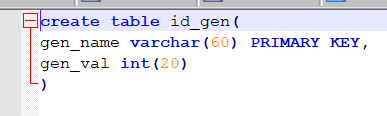 create table id_gen(
gen_name varchar(60) PRIMARY KEY,
gen_val int(20)
)